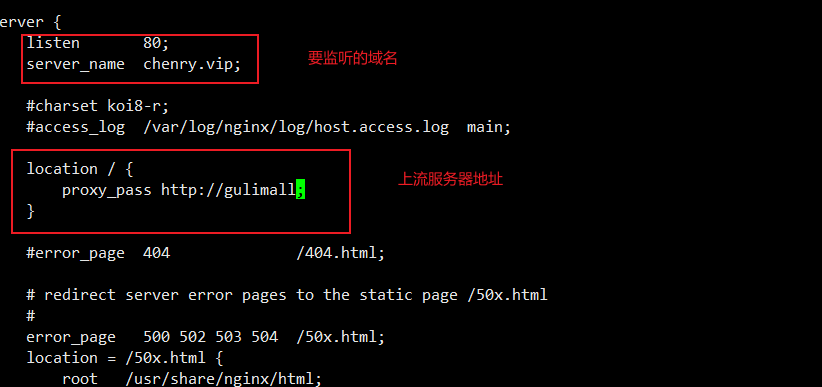 erver {
listen 80;
server_name chenry.vip;
要监听的域名
#charset koi8-r;
#access_log /var/log/nginx/log/host.access.log main;
location / {
proxy_pass http://gulimall;
上流服务器地址
}
#error_page 404 /404.html;
# redirect server error pages to the static page /50x.html
#
error_page 500 502 503 504 /50x.html;
location = /50x.html {
root /usr/share/nginx/html;